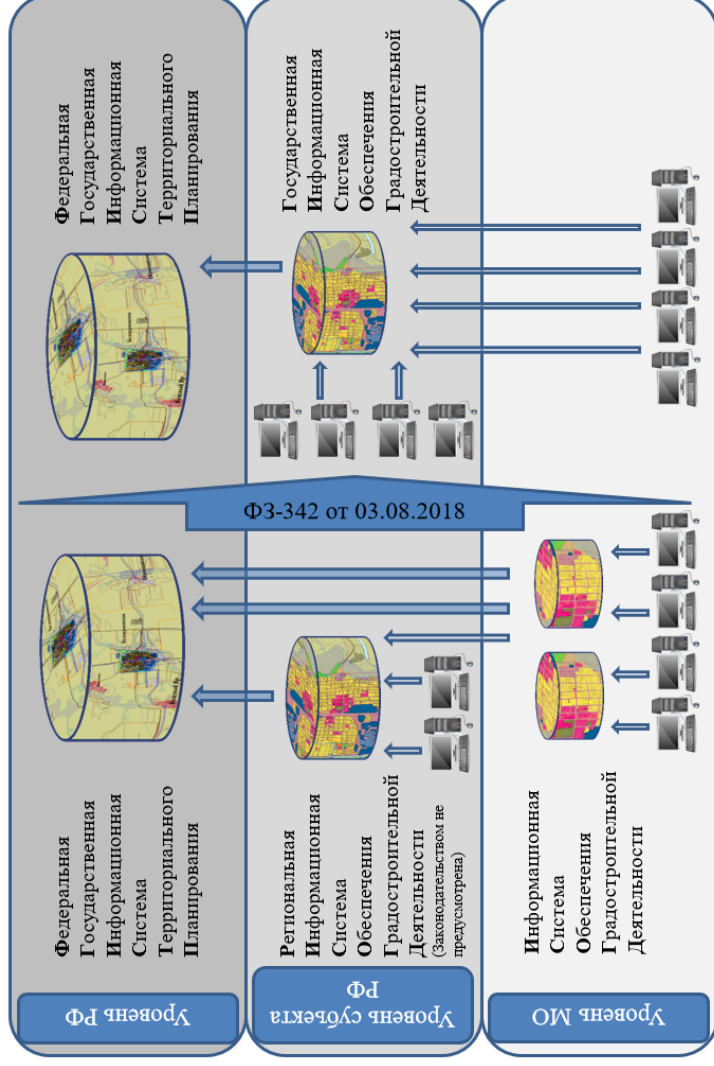 Уровень РФ
Федеральная
Государственная
Информационная
Система
Территориального
Планирования
Федеральная
Государственная
Информационная
Система
Территориального
Планирования
Уровень субъекта
РФ
Региональная
Информационная
Система
Обеспечения
Градостроительной
Деятельности
(Законодательством не
предусмотрена)
ФЗ-342 от 03.08.2018
Государственная
Информационная
Система
Обеспечения
Градостроительной
Деятельности
Уровень МО
Информационная
Система
Обеспечения
Градостроительной
Деятельности